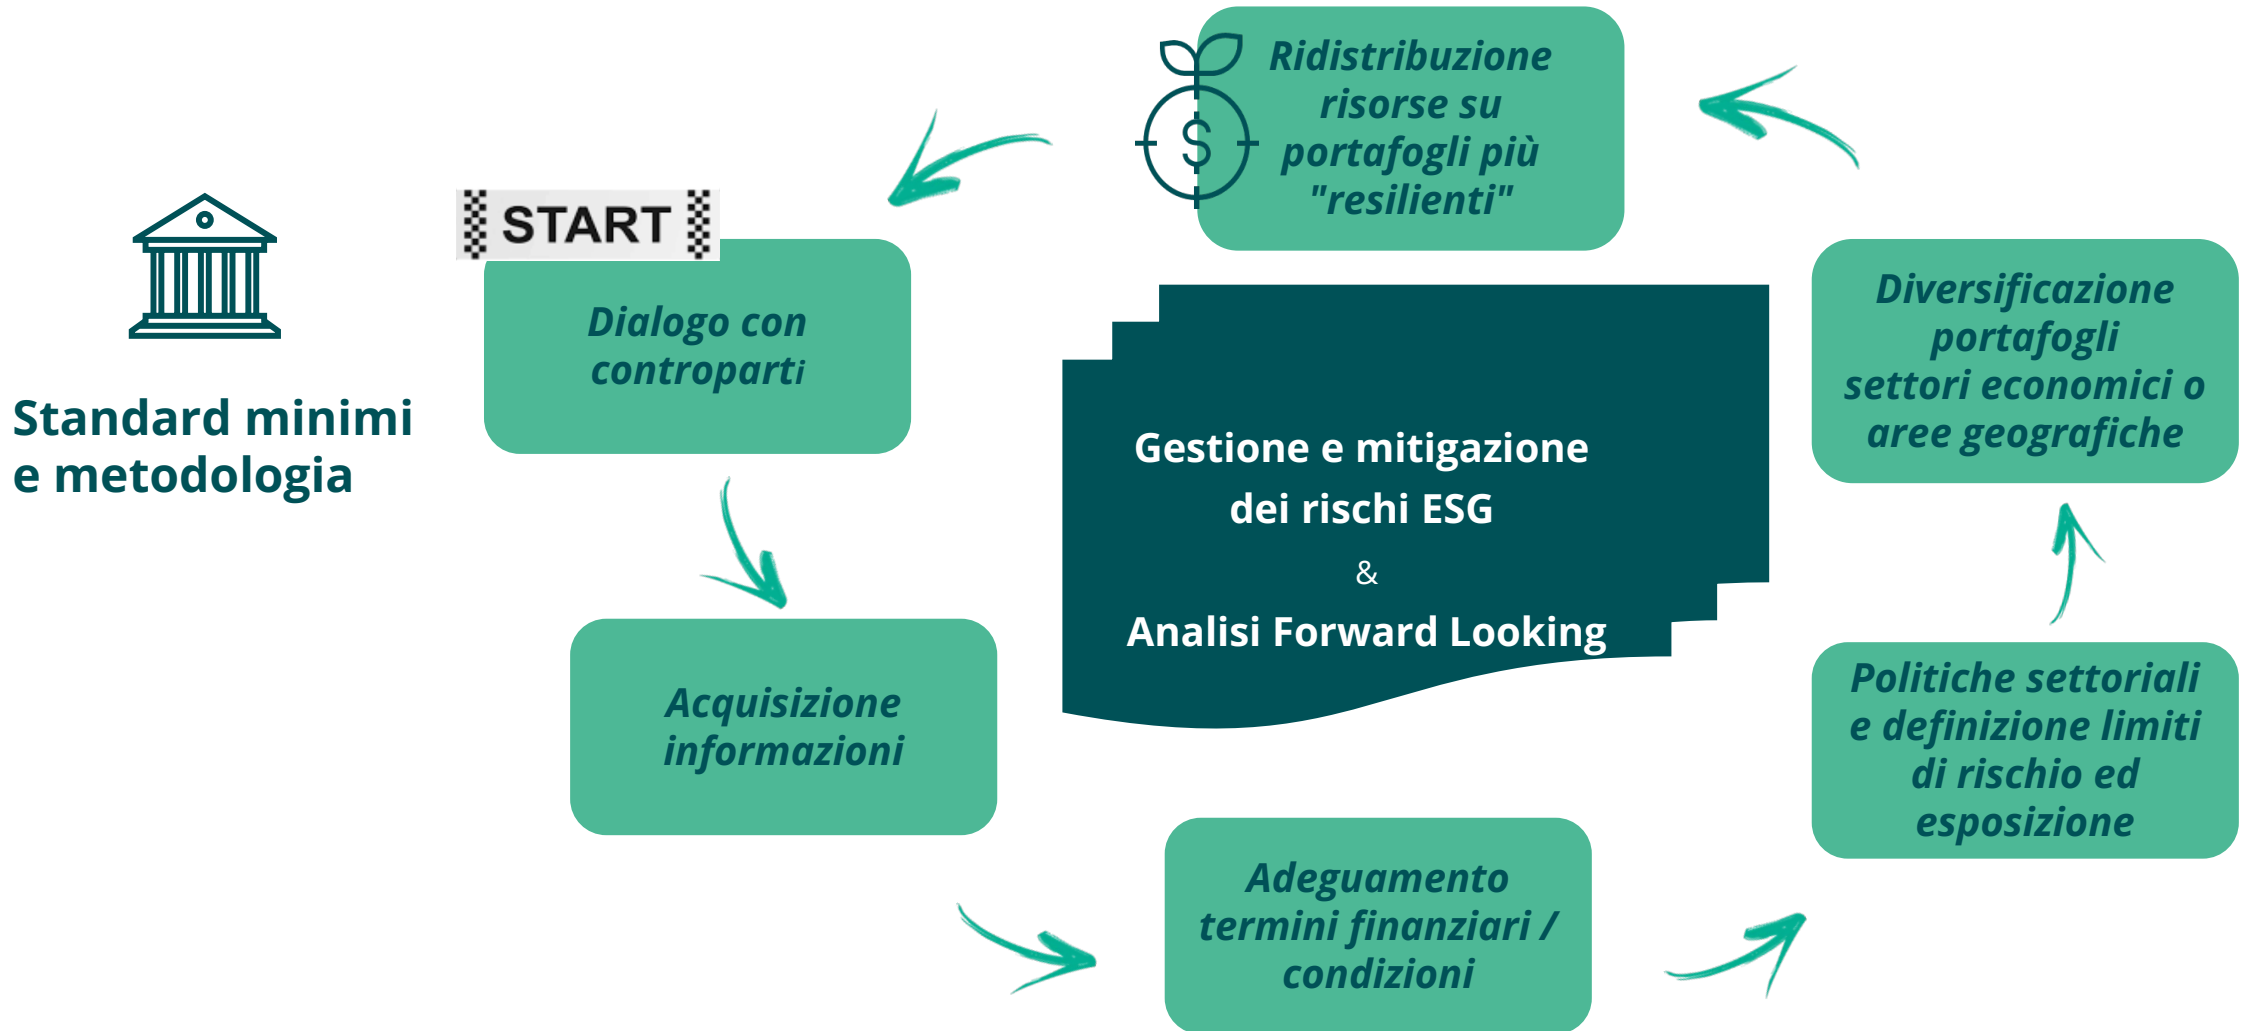 Standard minimi
e metodologia
START
Dialogo con
controparti
Acquisizione
informazioni
Adeguamento
termini finanziari /
condizioni
Politiche settoriali
e definizione limiti
di rischio ed
esposizione
Diversificazione
portafogli
settori economici o
aree geografiche
Ridistribuzione
risorse su
portafogli più
"resilienti"
$
Gestione e mitigazione
dei rischi ESG
&
Analisi Forward Looking